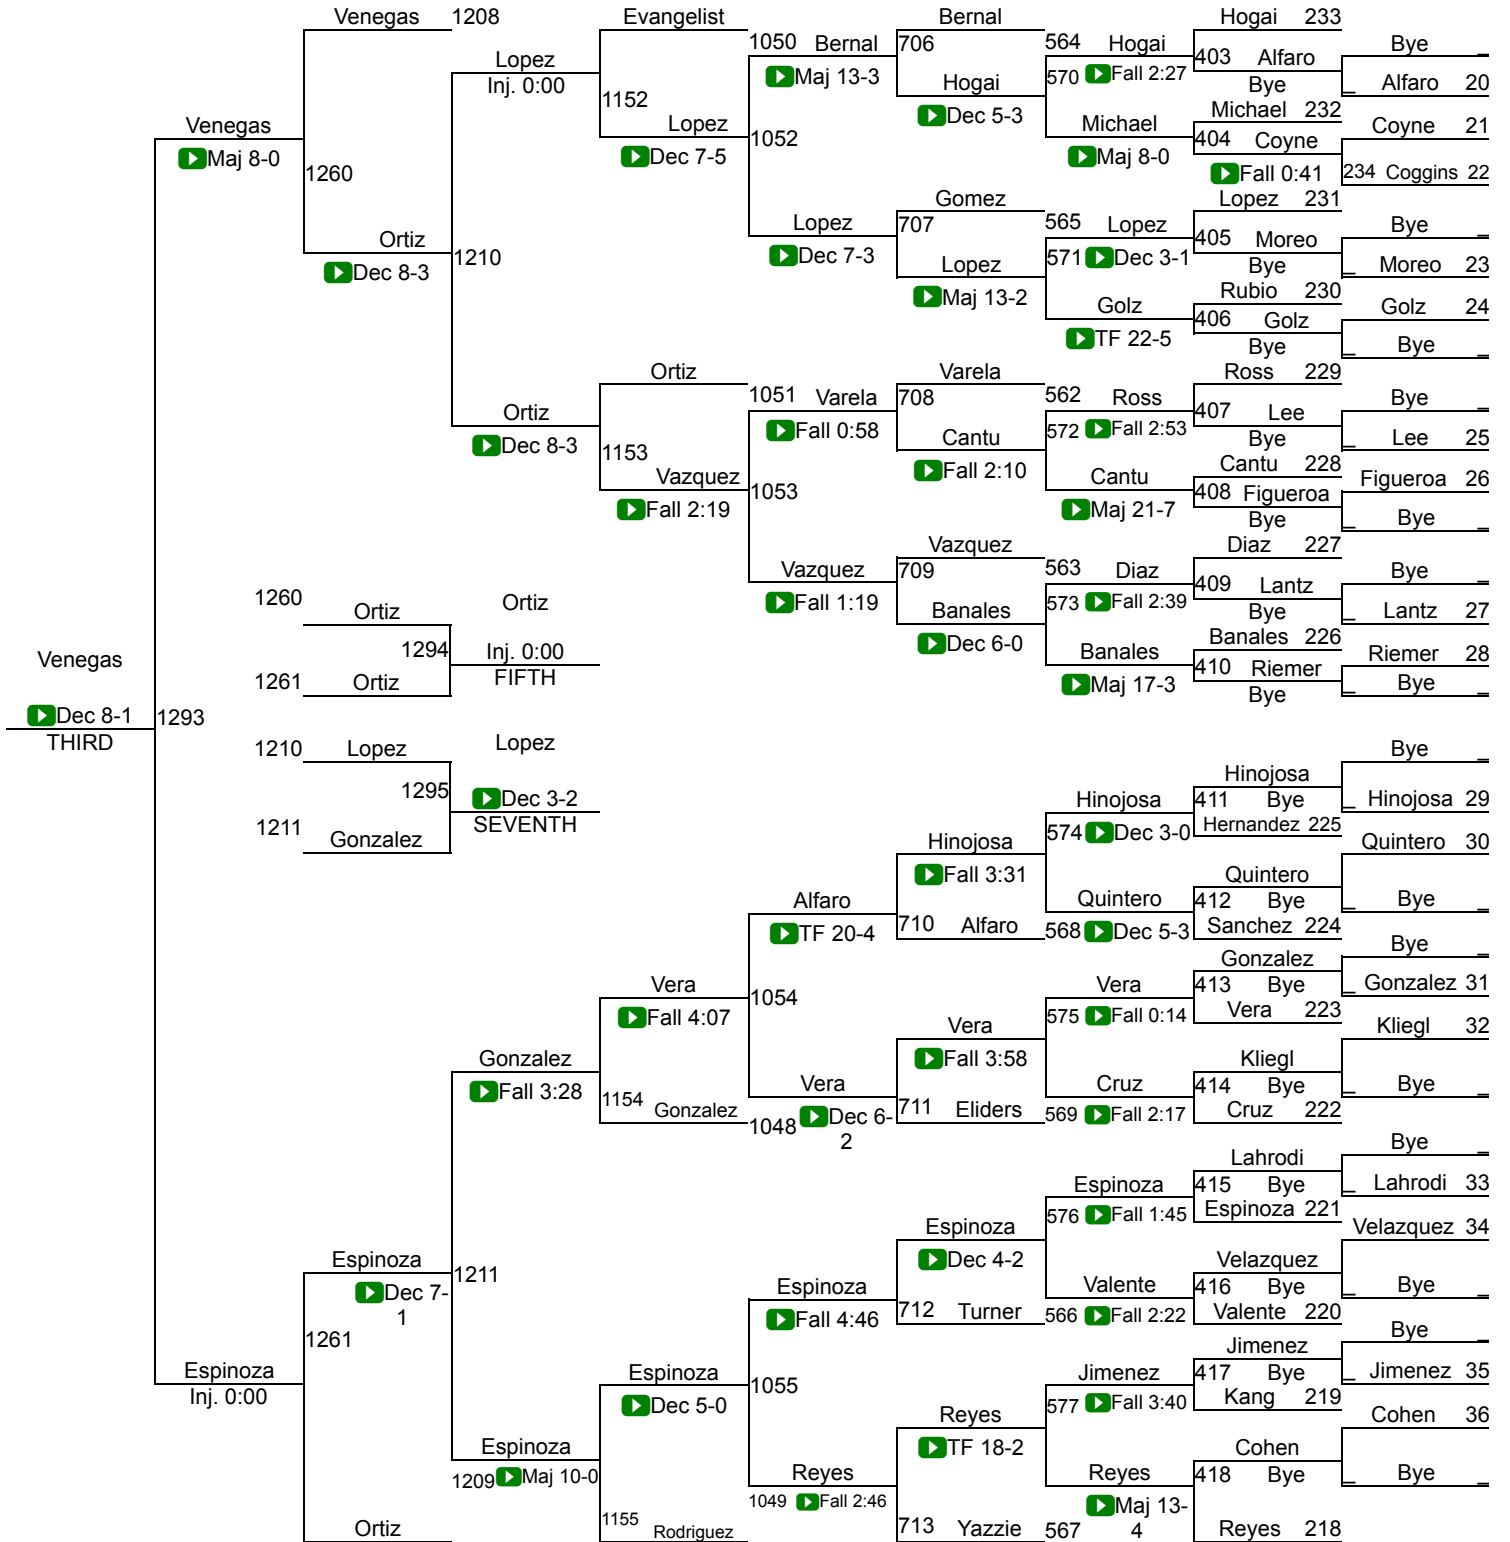 Venegas 1208 Evangelist Bernal Hogai 233
Lopez 1050 Bernal 706 564 Hogai 403 Alfaro Bye _
Inj. 0:00 Maj 13-3 Hogai 570 Fall 2:27 Bye _ Alfaro 20
1152 Dec 5-3 Michael 232
Venegas Lopez 1052 Michael 404 Coyne Coyne 21
Maj 8-0 Dec 7-5 Maj 8-0 Fall 0:41 234 Coggins 22
1260 Gomez Lopez 231
Ortiz Lopez 707 565 Lopez 405 Moreo Bye _
Dec 8-3 1210 Dec 7-3 Lopez 571 Dec 3-1 Bye _ Moreo 23
Maj 13-2 Golz Rubio 230 Golz 24
TF 22-5 406 Golz
Bye _ Bye _
Ortiz Varela Ross 229
Ortiz 1051 Varela 708 562 Ross 407 Lee Bye _
Dec 8-3 Fall 0:58 Cantu 572 Fall 2:53 Bye _ Lee 25
1153 Fall 2:10 Cantu 228
Vazquez 1053 Cantu 408 Figueroa Figueroa 26
Fall 2:19 Maj 21-7 Bye _ Bye _
Vazquez Diaz 227
Vazquez 709 563 Diaz 409 Lantz Bye _
1260 Ortiz Ortiz Fall 1:19 Banales 573 Fall 2:39 Bye _ Lantz 27
1294 Inj. 0:00 Dec 6-0 Banales Banales 226 Riemer 28
Venegas FIFTH 410 Riemer
1261 Ortiz Maj 17-3 Bye _ Bye _
Dec 8-1 1293
THIRD 1210 Lopez Lopez Bye _
1295 Dec 3-2 Hinojosa Hinojosa
SEVENTH 411 Bye _ Hinojosa 29
1211 Gonzalez Hinojosa 574 Dec 3-0 Hernandez 225 Quintero 30
Fall 3:31 Quintero
Alfaro Quintero 412 Bye _ Bye _
TF 20-4 710 Alfaro 568 Dec 5-3 Sanchez 224
Gonzalez Bye _
Vera 1054 Vera 413 Bye _ Gonzalez 31
Fall 4:07 Vera 575 Fall 0:14 Vera 223 Kliegl 32
Gonzalez Fall 3:58 Kliegl
Fall 3:28 1154 Gonzalez Vera Cruz 414 Bye _ Bye _
1048 Dec 6-2 711 Eliders 569 Fall 2:17 Cruz 222
Lahrodi Bye _
Espinoza 415 Bye _ Lahrodi 33
Espinoza 576 Fall 1:45 Espinoza 221 Velazquez 34
Espinoza 1211 Dec 4-2 Velazquez
Dec 7-1 Espinoza Valente 416 Bye _ Bye _
Fall 4:46 712 Turner 566 Fall 2:22 Valente 220
1261 Jimenez Bye _
Espinoza Espinoza 1055 Jimenez 417 Bye _ Jimenez 35
Inj. 0:00 Dec 5-0 Reyes 577 Fall 3:40 Kang 219 Cohen 36
Espinoza TF 18-2 Cohen
1209 Maj 10-0 Reyes Reyes 418 Bye _ Bye _
1049 Fall 2:46 Maj 13-4
Ortiz 1155 Rodriguez 713 Yazzie 567 Reyes 218